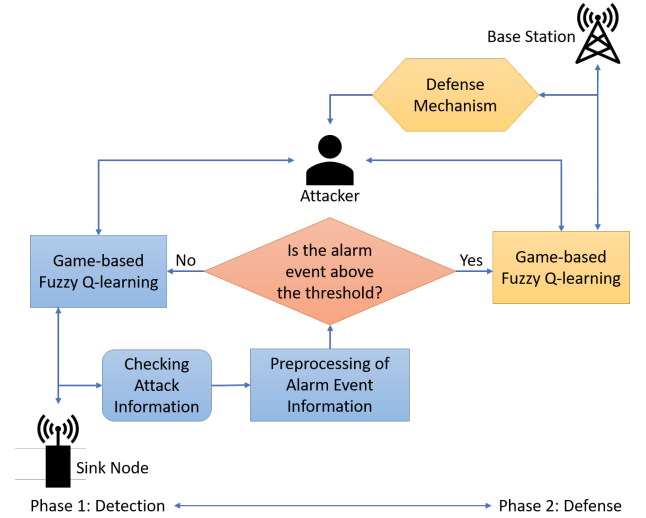 Base Station
Defense
Mechanism
Attacker
Game-based
Fuzzy Q-learning
No
Is the alarm
event above
the threshold?
Yes
Game-based
Fuzzy Q-learning
Checking
Attack
Information
Preprocessing of
Alarm Event
Information
Sink Node
Phase 1: Detection
Phase 2: Defense